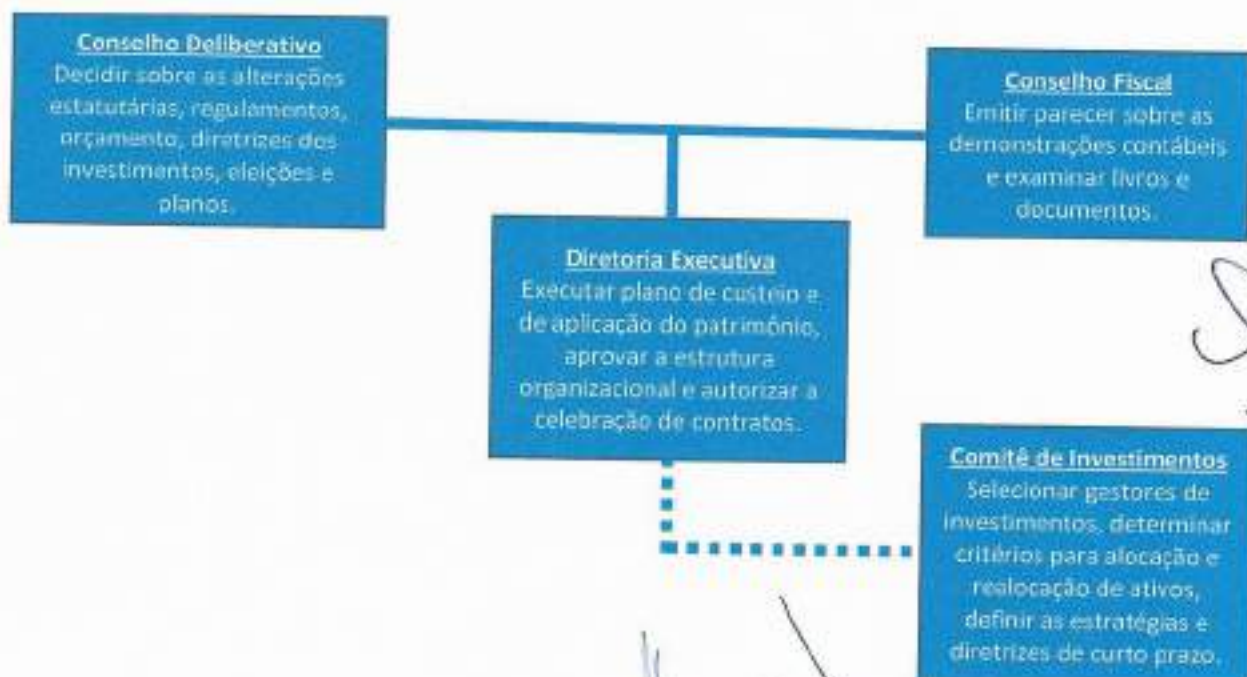 Conselho Deliberativo
Decidir sobre as alterações
estatutárias, regulamentos,
orçamento, diretrizes dos
investimentos, eleições e
planos.
Conselho Fiscal
Emitir parecer sobre as
demonstrações contábeis
e examinar livros e
documentos.
Diretoria Executiva
Executar plano de custeio e
de aplicação do patrimônio,
aprovar a estrutura
organizacional e autorizar a
celebração de contratos.
Comitê de Investimentos
Selecionar gestores de
investimentos, determinar
critérios para alocação e
realocação de ativos,
definir as estratégias e
diretrizes de curto prazo.